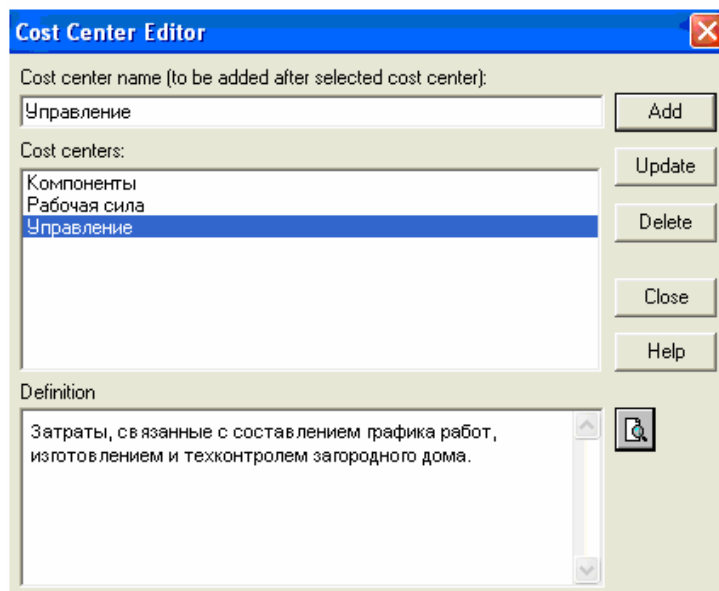 Cost Center Editor
Cost center name (to be added after selected cost center):
Управление
Add
Cost centers:
Update
Компоненты
Рабочая сила
Управление
Delete
Close
Help
Definition
Затраты, связанные с составлением графика работ,
изготовлением и техконтролем загородного дома.